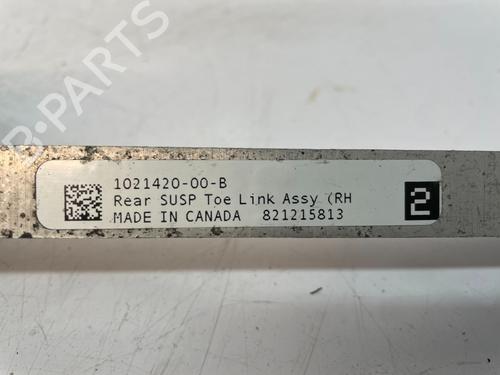 B-PARTS
1021420-00-B
Rear SUSP Toe Link Assy (RH
MADE IN CANADA 821215813
2